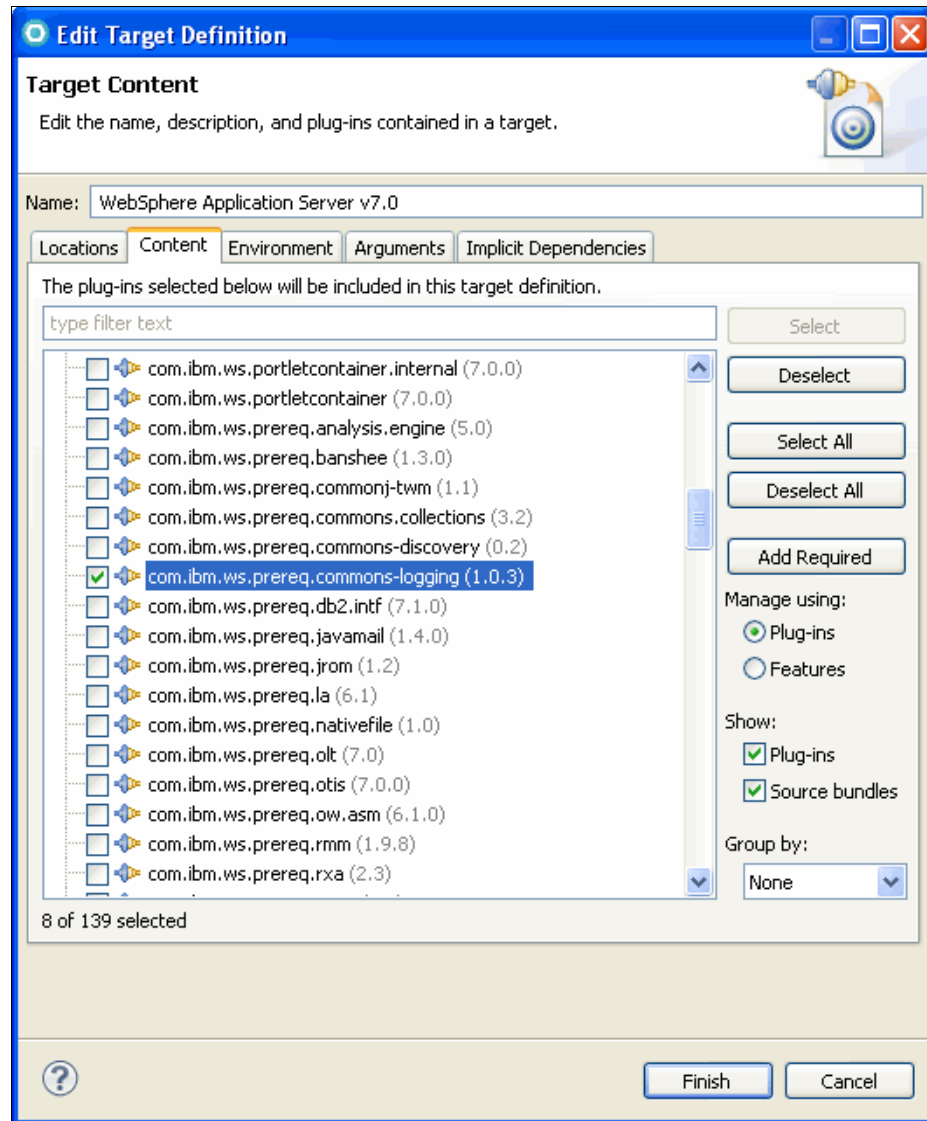 Edit Target Definition
Target Content
Edit the name, description, and plug-ins contained in a target.
Name: WebSphere Application Server v7.0
Locations Content Environment Arguments Implicit Dependencies
The plug-ins selected below will be included in this target definition.
type filter text
Select
com.ibm.ws.portletcontainer.internal (7.0.0)
Deselect
com.ibm.ws.portletcontainer (7.0.0)
com.ibm.ws.prereq.analysis.engine (5.0)
Select All
com.ibm.ws.prereq.banshee (1.3.0)
com.ibm.ws.prereq.commonj-twm (1.1)
Deselect All
com.ibm.ws.prereq.commons.collections (3.2)
com.ibm.ws.prereq.commons-discovery (0.2)
Add Required
com.ibm.ws.prereq.commons-logging (1.0.3)
Manage using:
com.ibm.ws.prereq.db2.intf (7.1.0)
Plug-ins
com.ibm.ws.prereq.javamail (1.4.0)
Features
com.ibm.ws.prereq.jrom (1.2)
com.ibm.ws.prereq.la (6.1)
Show:
com.ibm.ws.prereq.nativefile (1.0)
Plug-ins
com.ibm.ws.prereq.olt (7.0)
Source bundles
com.ibm.ws.prereq.otis (7.0.0)
com.ibm.ws.prereq.ow.asm (6.1.0)
Group by:
com.ibm.ws.prereq.rmm (1.9.8)
None
com.ibm.ws.prereq.rxa (2.3)
8 of 139 selected
?
Finish
Cancel